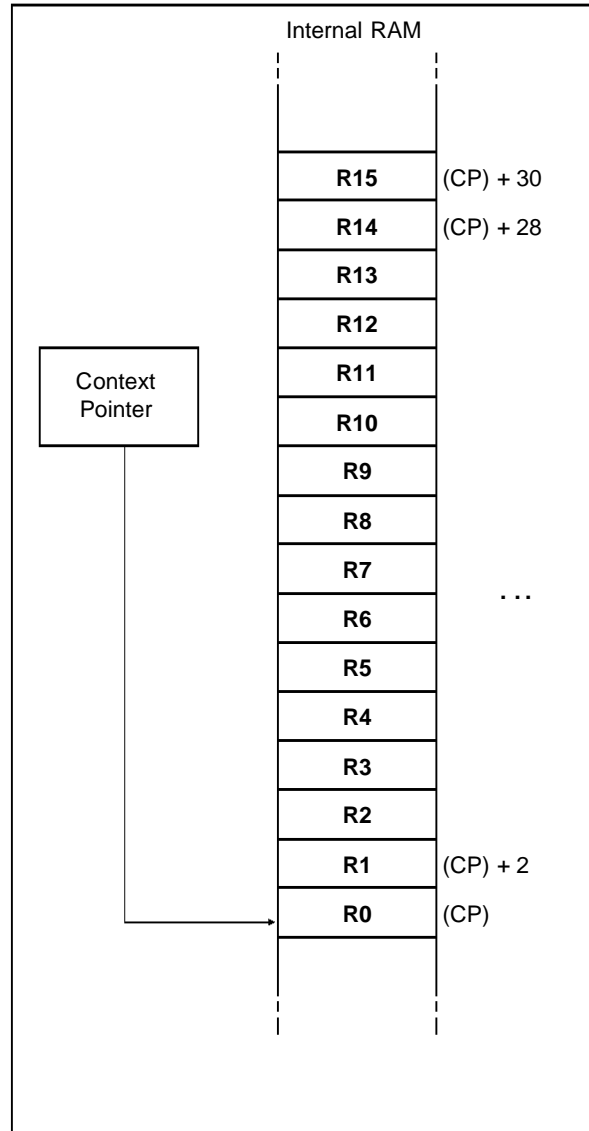 Internal RAM
R15 (CP) + 30
R14 (CP) + 28
R13
R12
Context
Pointer
R11
R10
R9
R8
R7
...
R6
R5
R4
R3
R2
R1 (CP) + 2
R0 (CP)